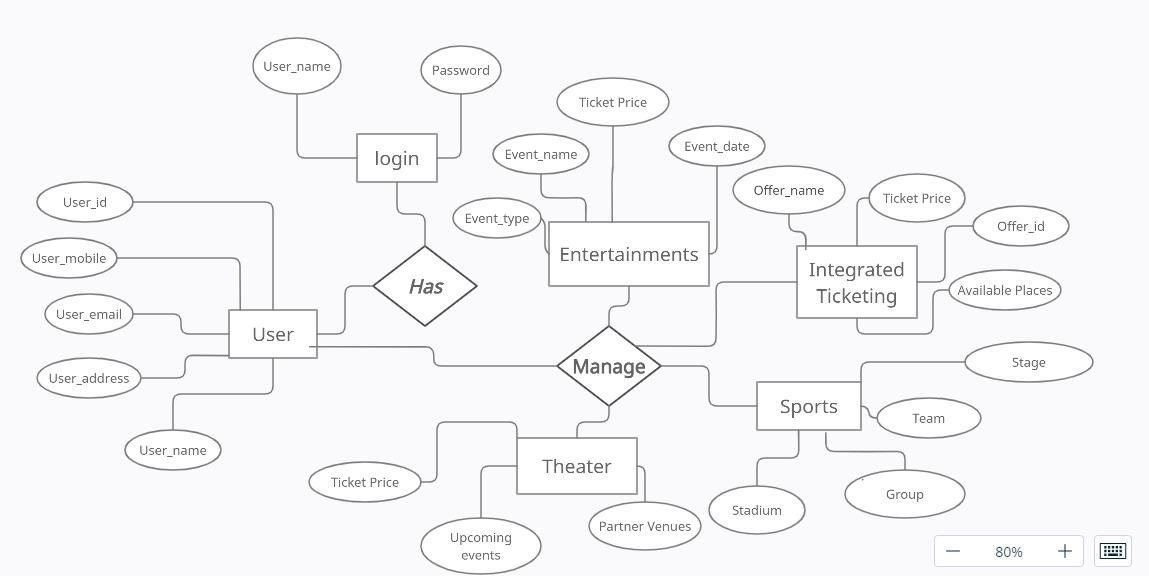 User_name
Password
login
Ticket Price
Event_name
Event_date
Event_type
Entertainments
Offer_name
Ticket Price
Offer_id
Integrated
Ticketing
Available Places
User_id
User_mobile
User_email
User_address
User_name
User
Has
Manage
Stage
Sports
Team
Group
Stadium
Theater
Ticket Price
Upcoming
events
Partner Venues
80%